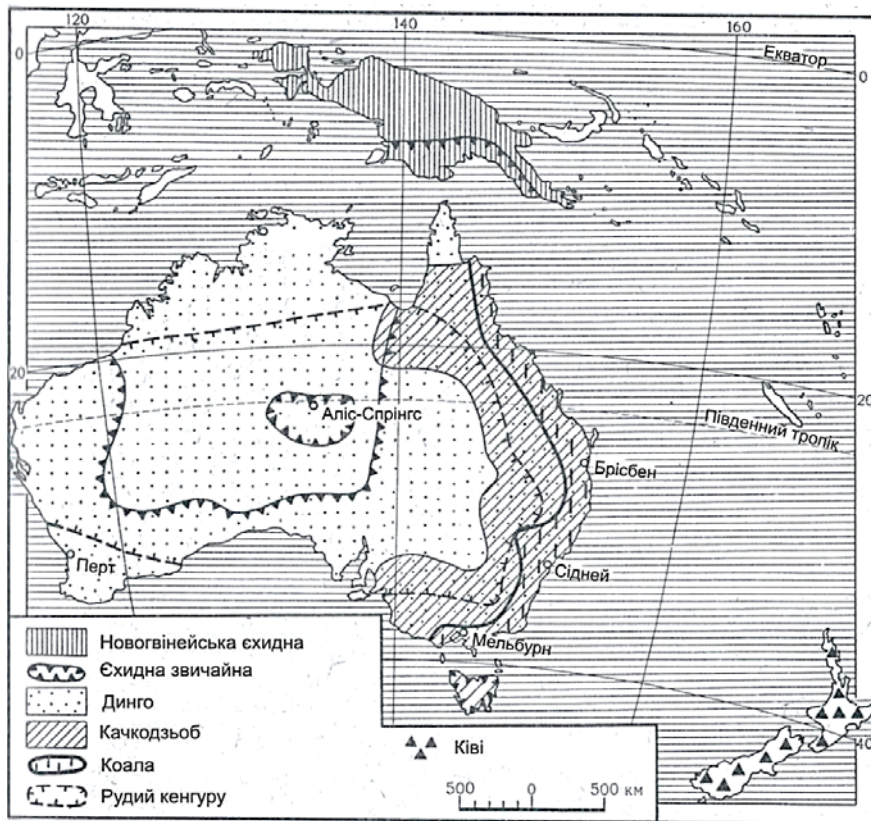 120
140
160
0
Екватор
0
20
Аліс-Спрінгс
Південний тропік
20
Брісбен
Перт
Сідней
Мельбурн
Новогвінейська єхидна
Єхидна звичайна
Динго
Качкодзьоб
Коала
Рудий кенгуру
Ківі
40
500 0 500 км